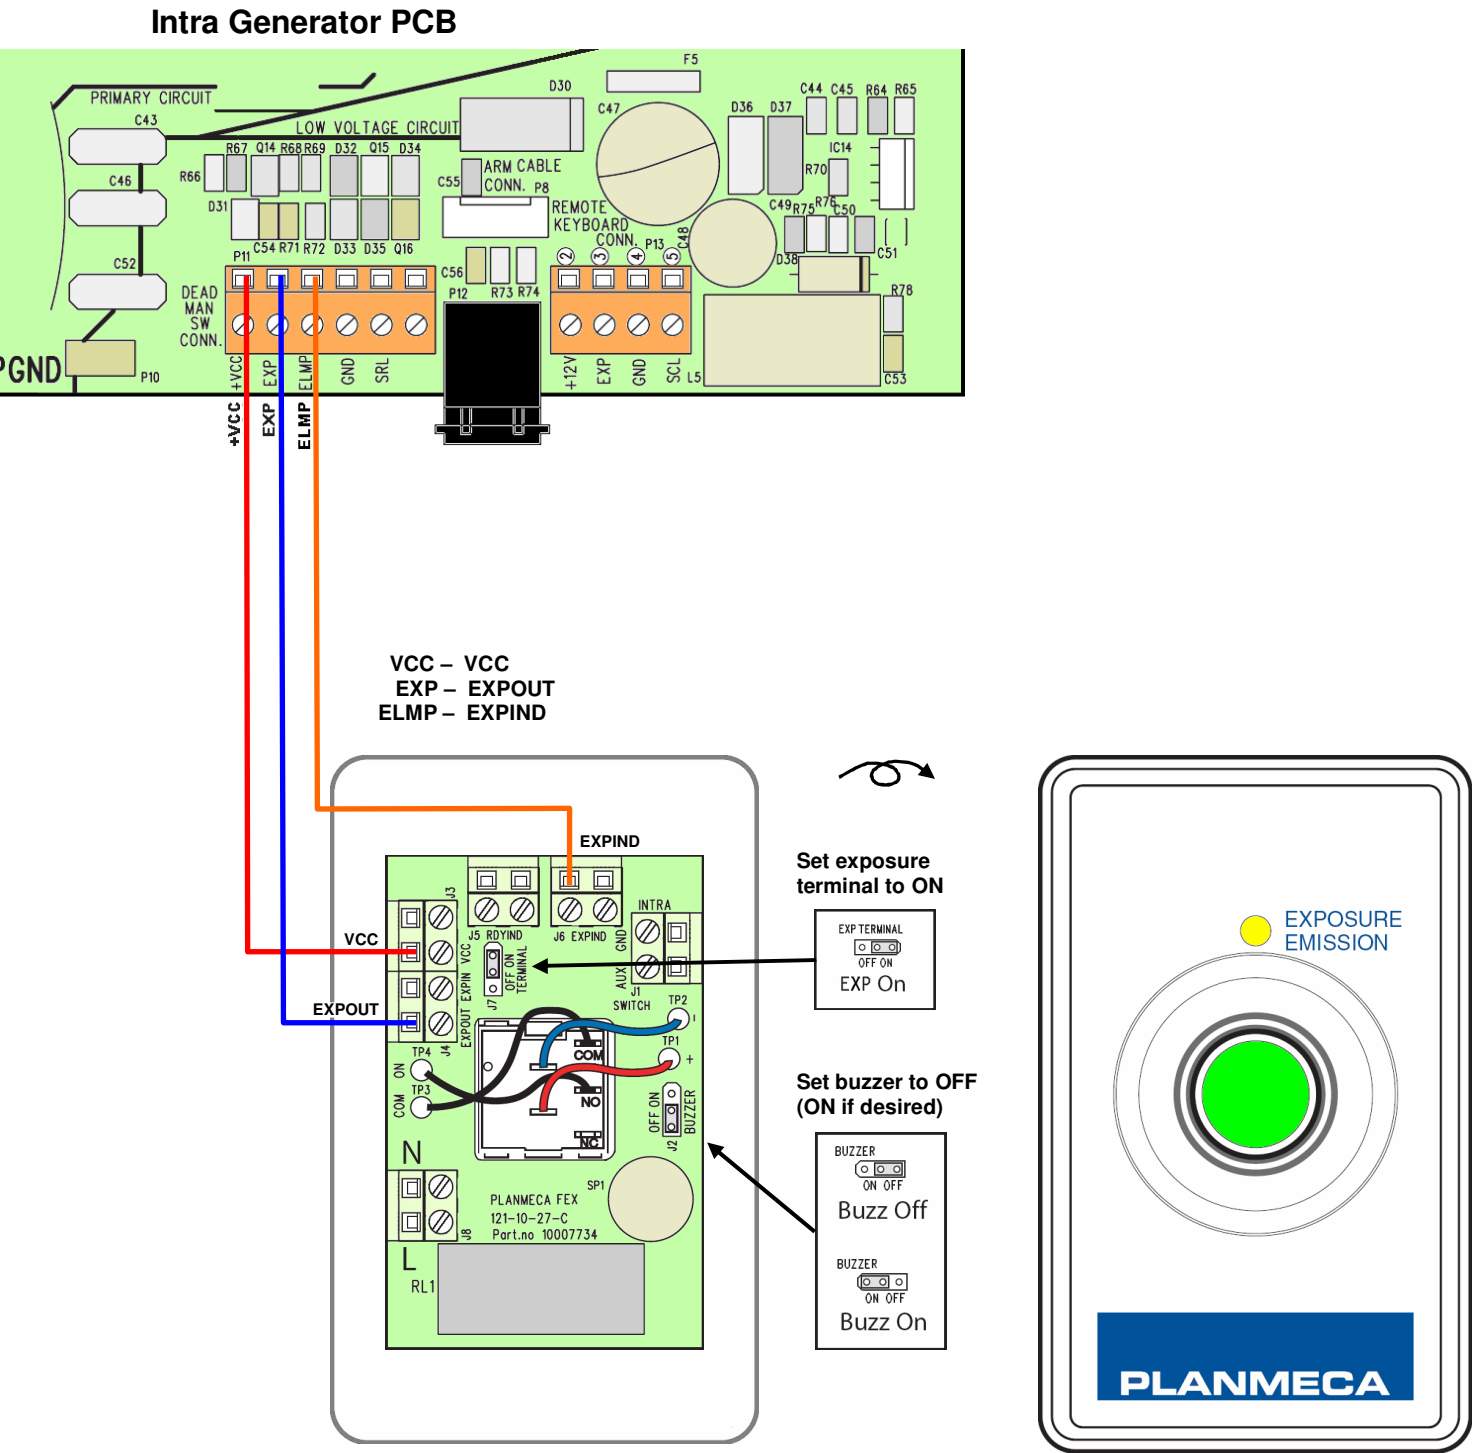 Intra Generator PCB
PRIMARY CIRCUIT
LOW VOLTAGE CIRCUIT
C43
C46
C52
R66
R67
Q14
R68
R69
D32
Q15
D34
D31
C54
R71
R72
D33
D35
Q16
D30
F5
C47
D36
D37
C44
C45
R64
R65
IC14
R70
C55
ARM CABLE
CONN.
P8
REMOTE
KEYBOARD
CONN.
P13
C48
C49
R75
R76
C50
C51
D38
R78
C53
L5
P11
DEAD
MAN
SW
CONN.
PGND
P10
C56
P12
R73
R74
2
3
4
5
+VCC
EXP
ELMP
GND
SRL
+12V
EXP
GND
SCL
+VCC
EXP
ELMP
VCC – VCC
EXP – EXPOUT
ELMP – EXPIND
EXPIND
VCC
EXPOUT
J3
J5 RDYIND
J6 EXPIND
INTRA
GND
AUX
J1
SWITCH
VCC
EXPIN
EXPOUT
J4
OFF ON
TERMINAL
J7
TP2
-
TP1
+
TP4
ON
TP3
COM
COM
NO
NC
OFF ON
BUZZER
J2
N
L
J8
SP1
PLANMECA FEX
121-10-27-C
Part.no 10007734
RL1
Set exposure
terminal to ON
EXP TERMINAL
OFF ON
EXP On
Set buzzer to OFF
(ON if desired)
BUZZER
ON OFF
Buzz Off
BUZZER
ON OFF
Buzz On
EXPOSURE
EMISSION
PLANMECA